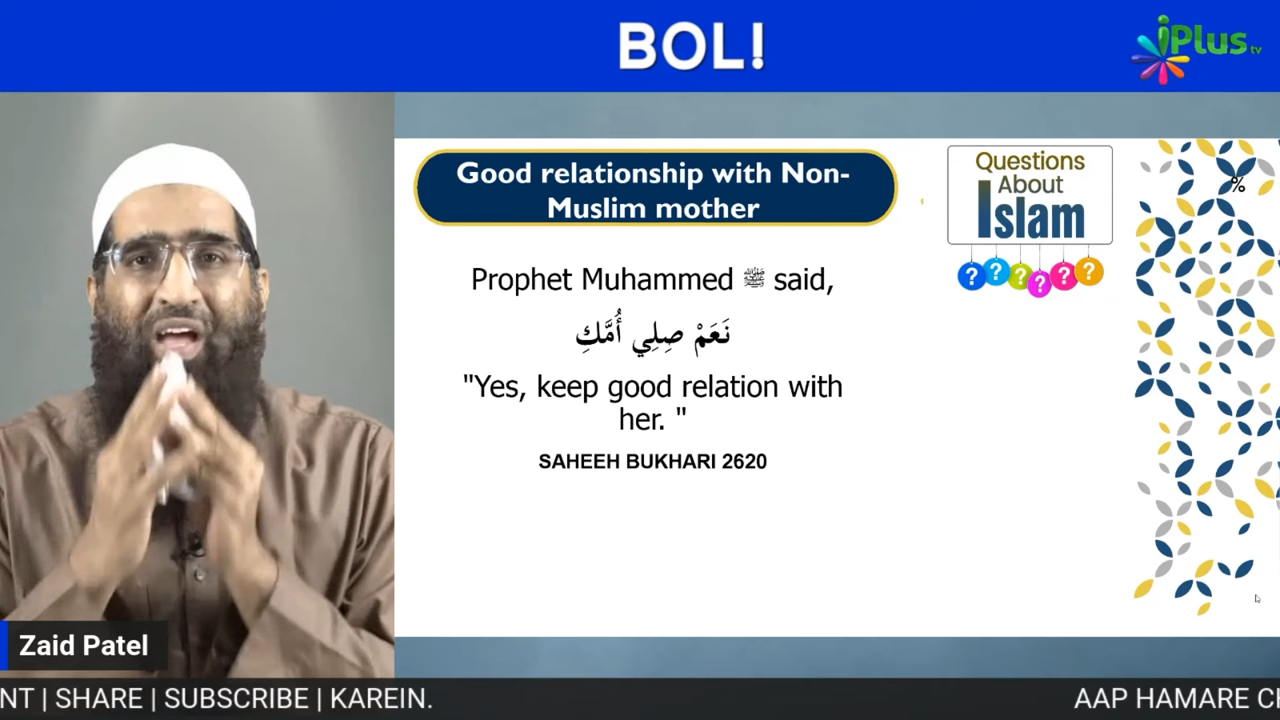 BOL!
iPlus tv
Good relationship with Non-
Muslim mother
Questions
About
Islam
%
Prophet Muhammed ﷺ said,
نَعَمْ صِلِي أُمَّكِ
"Yes, keep good relation with
her. "
SAHEEH BUKHARI 2620
? ? ? ? ? ?
Zaid Patel
NT | SHARE | SUBSCRIBE | KAREIN.
AAP HAMARE CH